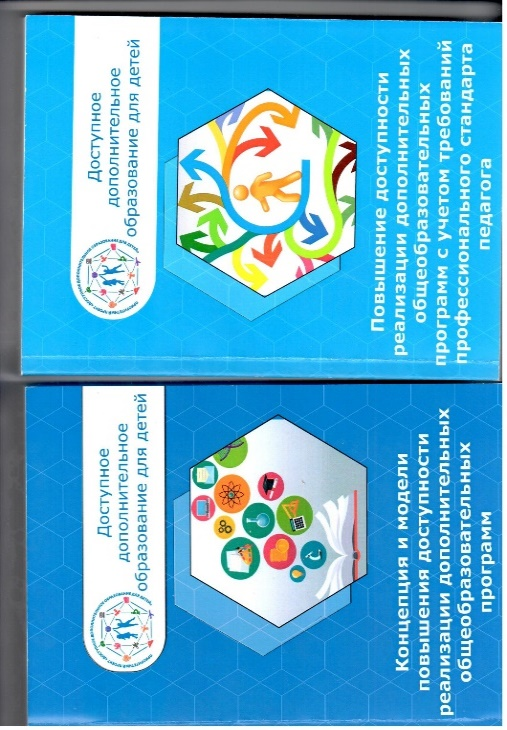 Доступное
дополнительное
образование для детей
Концепция и модели
повышения доступности
реализации дополнительных
общеобразовательных
программ
Доступное
дополнительное
образование для детей
Повышение доступности
реализации дополнительных
общеобразовательных
программ с учетом требований
профессионального стандарта
педагога